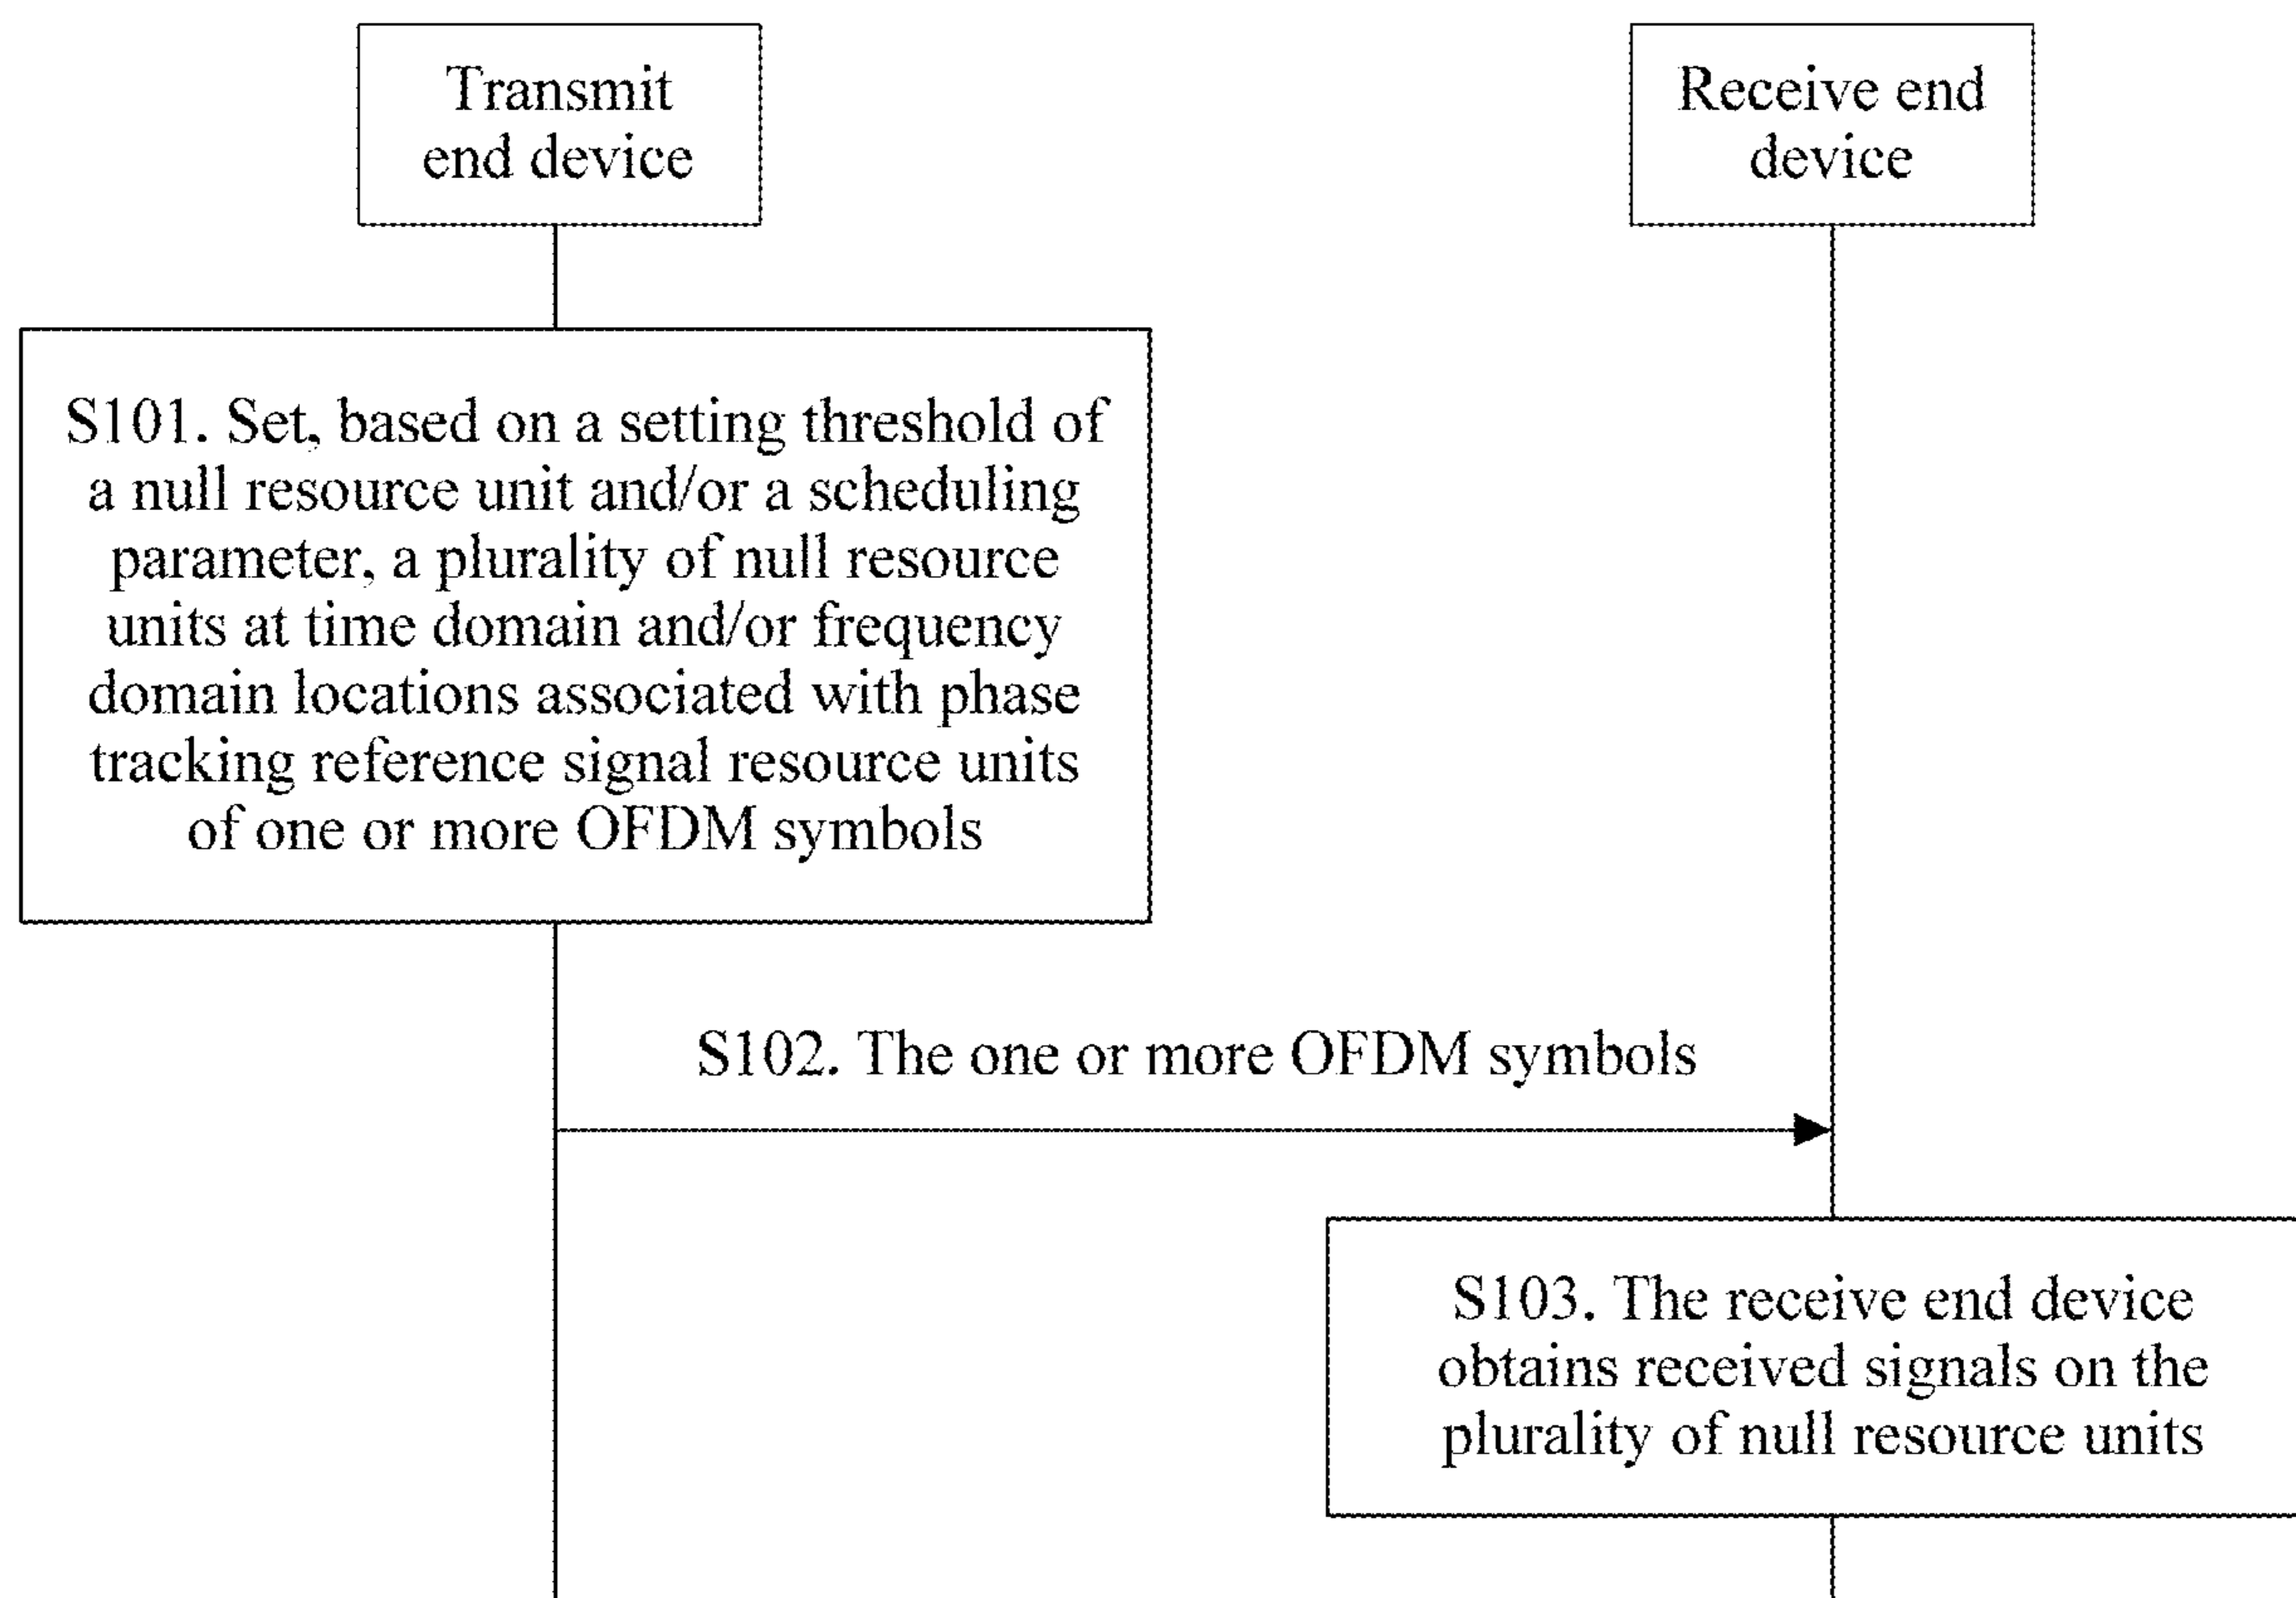 Transmit
end device
Receive end
device
S101. Set, based on a setting threshold of
a null resource unit and/or a scheduling
parameter, a plurality of null resource
units at time domain and/or frequency
domain locations associated with phase
tracking reference signal resource units
of one or more OFDM symbols
S102. The one or more OFDM symbols
S103. The receive end device
obtains received signals on the
plurality of null resource units